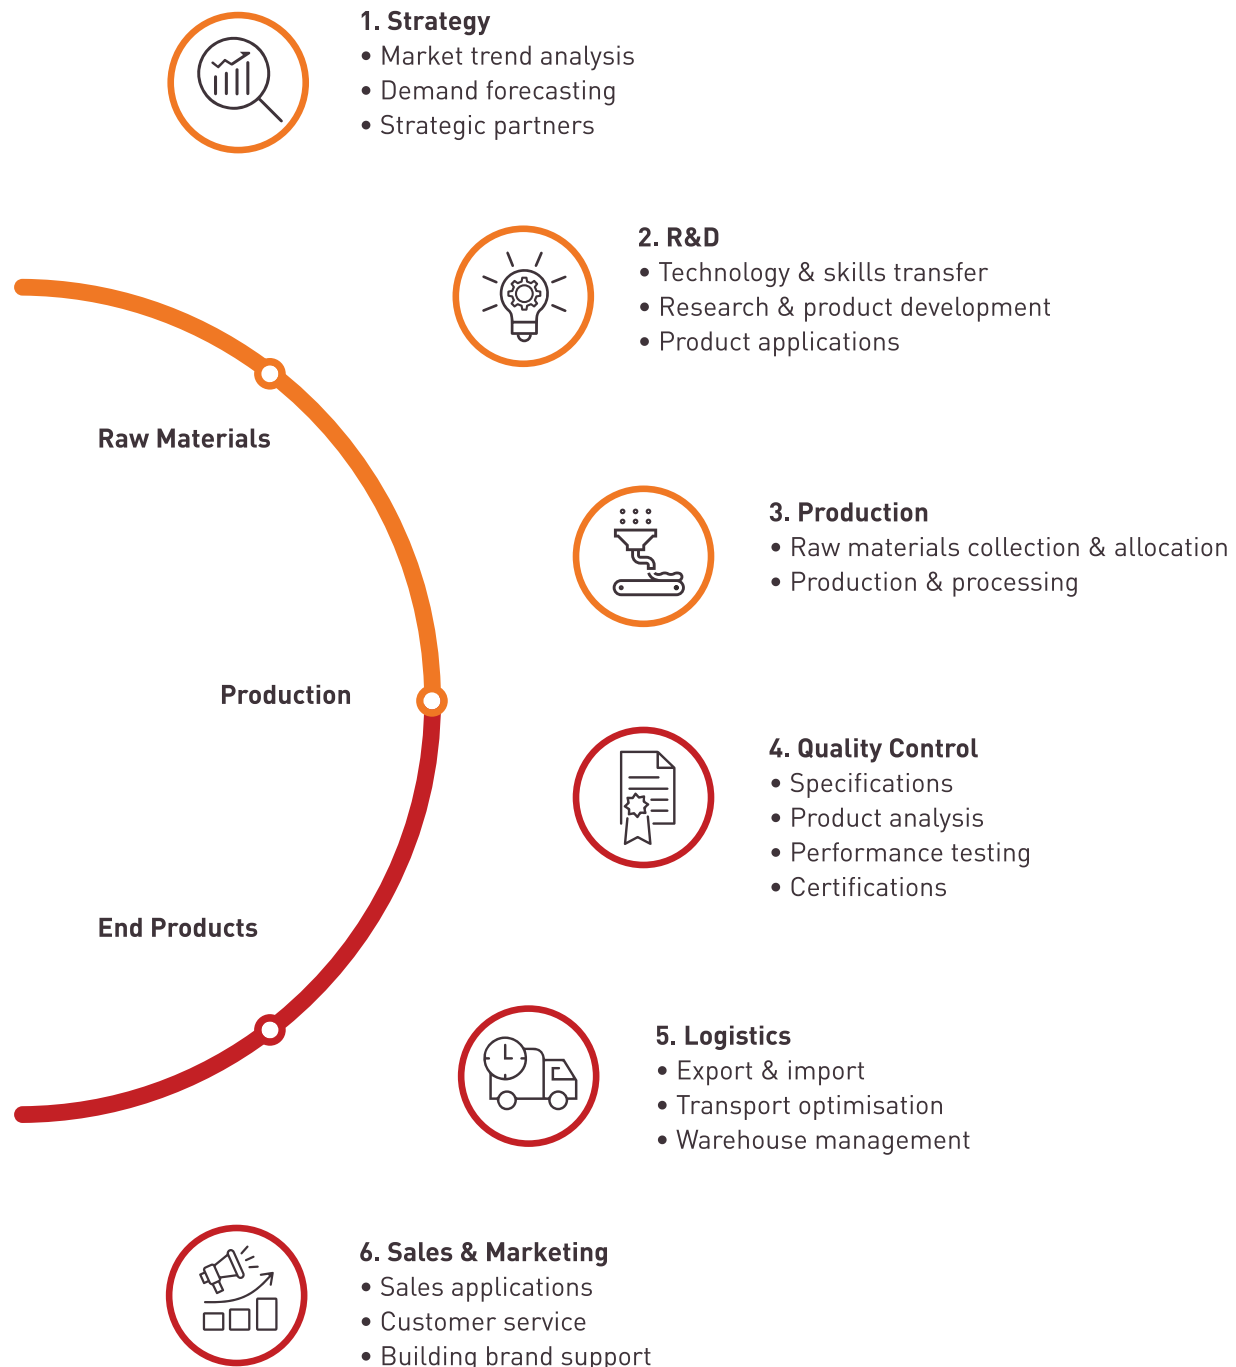 1. Strategy
• Market trend analysis
• Demand forecasting
• Strategic partners
2. R&D
• Technology & skills transfer
• Research & product development
• Product applications
Raw Materials
3. Production
• Raw materials collection & allocation
• Production & processing
Production
4. Quality Control
• Specifications
• Product analysis
• Performance testing
• Certifications
End Products
5. Logistics
• Export & import
• Transport optimisation
• Warehouse management
6. Sales & Marketing
• Sales applications
• Customer service
• Building brand support